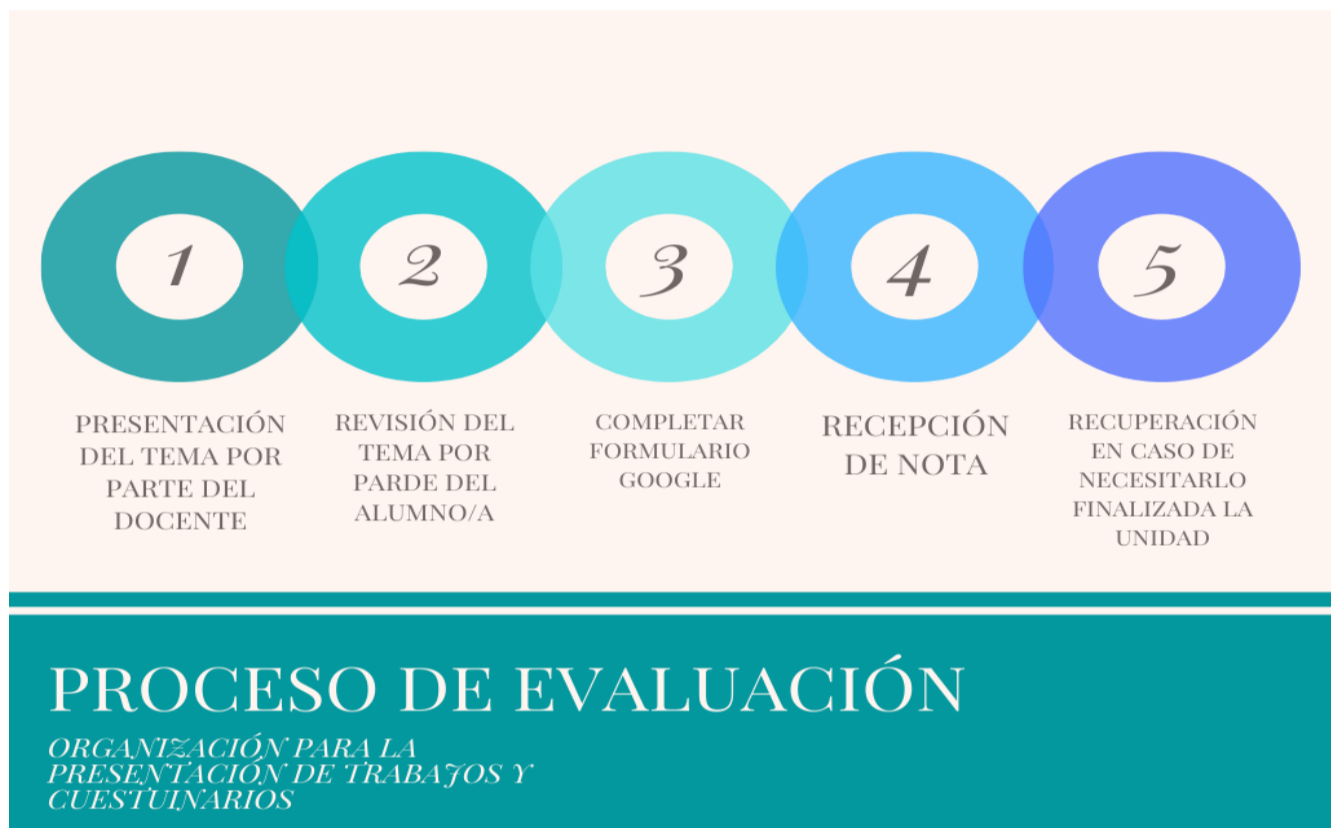 1
2
3
4
5
PRESENTACIÓN
DEL TEMA POR
PARTE DEL
DOCENTE
REVISIÓN DEL
TEMA POR
PARDE DEL
ALUMNO/A
COMPLETAR
FORMULARIO
GOOGLE
RECEPCIÓN
DE NOTA
RECUPERACIÓN
EN CASO DE
NECESITARLO
FINALIZADA LA
UNIDAD
PROCESO DE EVALUACIÓN
ORGANIZACIÓN PARA LA
PRESENTACIÓN DE TRABAJOS Y
CUESTUINARIOS